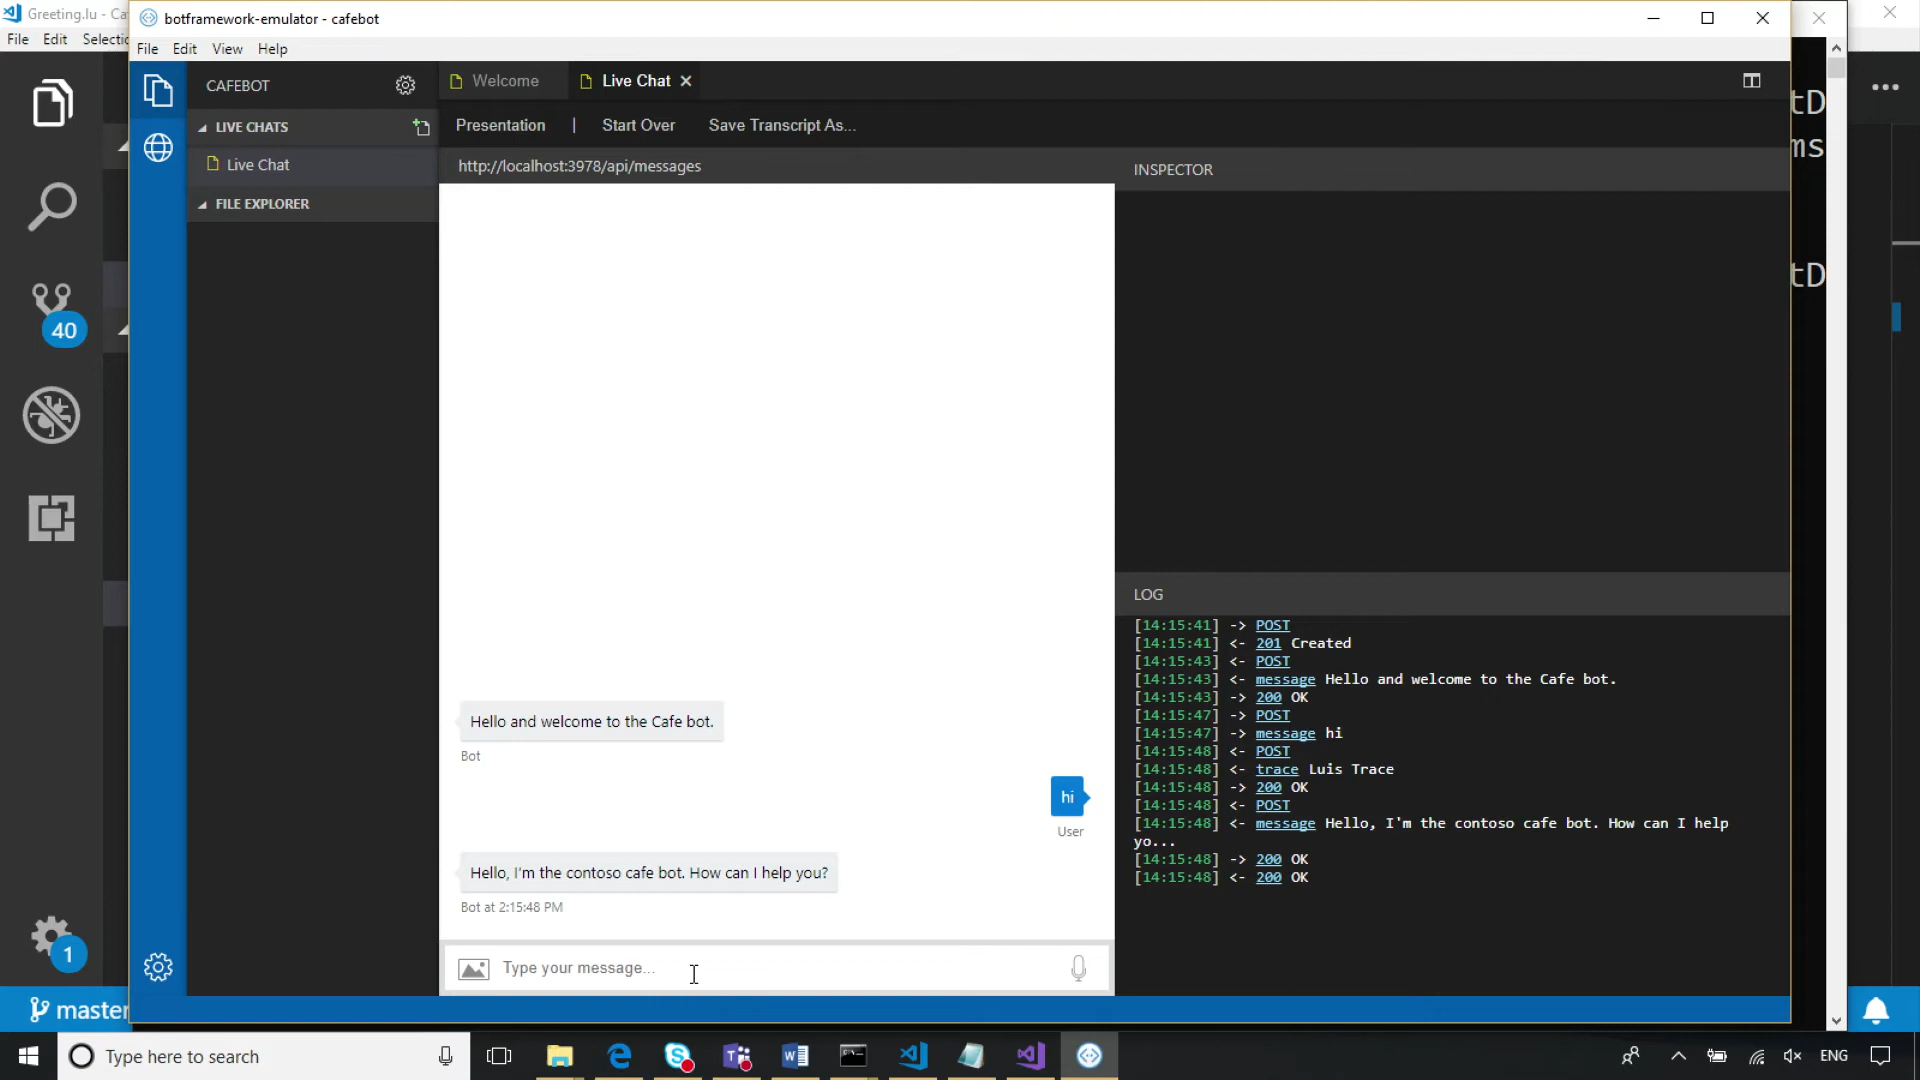 Greeting.lu - Ca
File Edit Selectio
40
1
master
botframework-emulator - cafebot
File Edit View Help
CAFEBOT
LIVE CHATS
Live Chat
FILE EXPLORER
Welcome
Live Chat
Presentation | Start Over Save Transcript As...
http://localhost:3978/api/messages
Hello and welcome to the Cafe bot.
Bot
hi
User
Hello, I'm the contoso cafe bot. How can I help you?
Bot at 2:15:48 PM
Type your message...
INSPECTOR
LOG
[14:15:41] -> POST
[14:15:41] <- 201 Created
[14:15:43] <- POST
[14:15:43] <- message Hello and welcome to the Cafe bot.
[14:15:43] -> 200 OK
[14:15:47] -> POST
[14:15:47] -> message hi
[14:15:48] <- POST
[14:15:48] <- trace Luis Trace
[14:15:48] -> 200 OK
[14:15:48] <- POST
[14:15:48] <- message Hello, I'm the contoso cafe bot. How can I help
yo...
[14:15:48] -> 200 OK
[14:15:48] <- 200 OK
tD
ms
tD
Type here to search
ENG